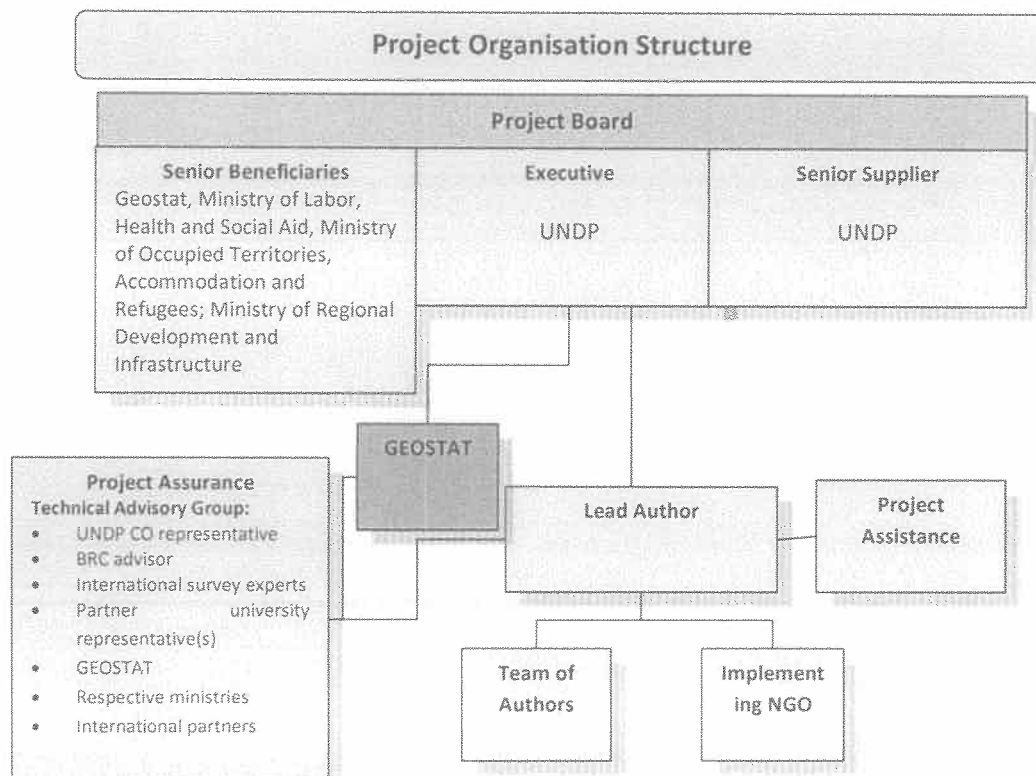 Project Organisation Structure
Project Board
Senior Beneficiaries
Geostat, Ministry of Labor,
Health and Social Aid, Ministry
of Occupied Territories,
Accommodation and
Refugees; Ministry of Regional
Development and
Infrastructure
Executive
UNDP
Senior Supplier
UNDP
GEOSTAT
Project Assurance
Technical Advisory Group:
• UNDP CO representative
• BRC advisor
• International survey experts
• Partner university
representative(s)
• GEOSTAT
• Respective ministries
• International partners
Lead Author
Project
Assistance
Team of
Authors
Implement
ing NGO